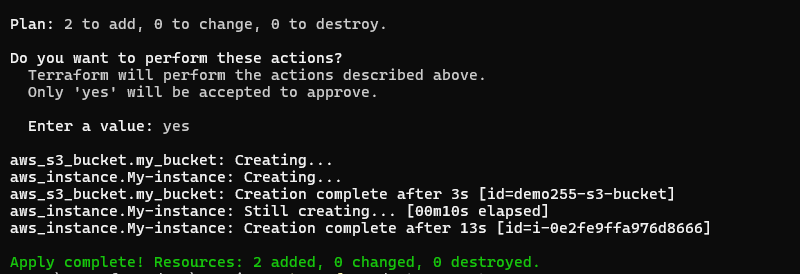 Plan: 2 to add, 0 to change, 0 to destroy.
Do you want to perform these actions?
Terraform will perform the actions described above.
Only 'yes' will be accepted to approve.
Enter a value: yes
aws_s3_bucket.my_bucket: Creating...
aws_instance.My-instance: Creating...
aws_s3_bucket.my_bucket: Creation complete after 3s [id=demo255-s3-bucket]
aws_instance.My-instance: Still creating... [00m10s elapsed]
aws_instance.My-instance: Creation complete after 13s [id=i-0e2fe9ffa976d8666]
Apply complete! Resources: 2 added, 0 changed, 0 destroyed.